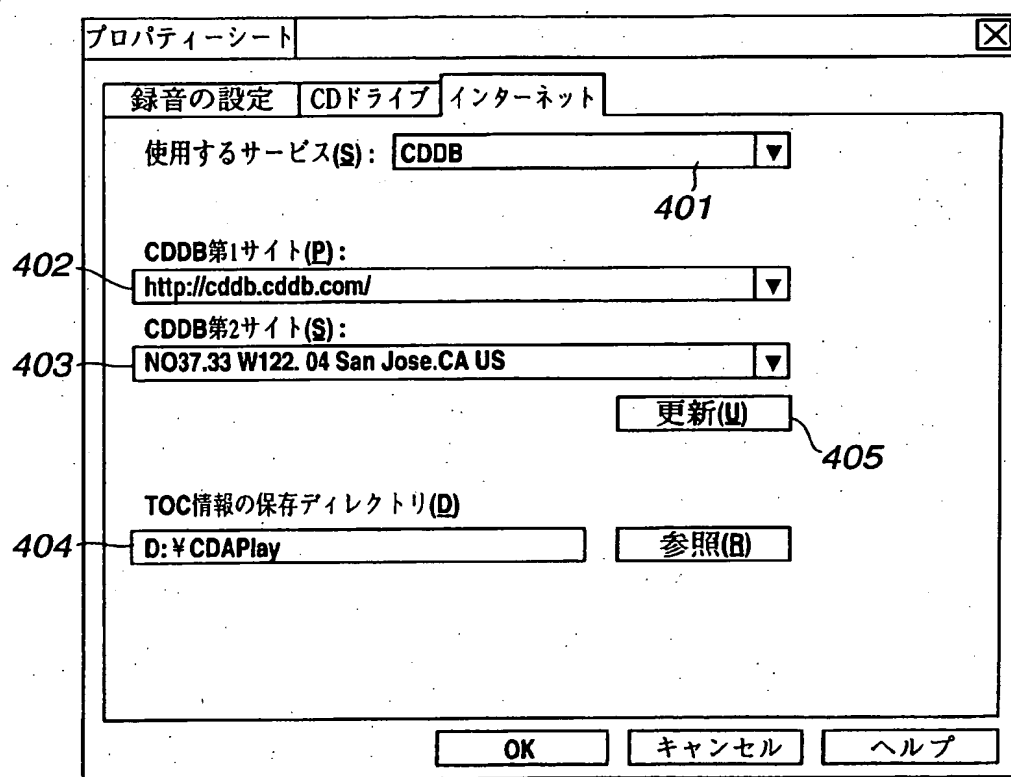 プロパティーシート
録音の設定 CDドライブ インターネット
使用するサービス(S): CDDB ▼
401
CDDB第1サイト(P):
402 http://cddb.cddb.com/ ▼
CDDB第2サイト(S):
403 NO37.33 W122. 04 San Jose.CA US ▼
更新(U)
405
TOC情報の保存ディレクトリ(D)
404 D:¥CDAPlay 参照(R)
OK キャンセル ヘルプ